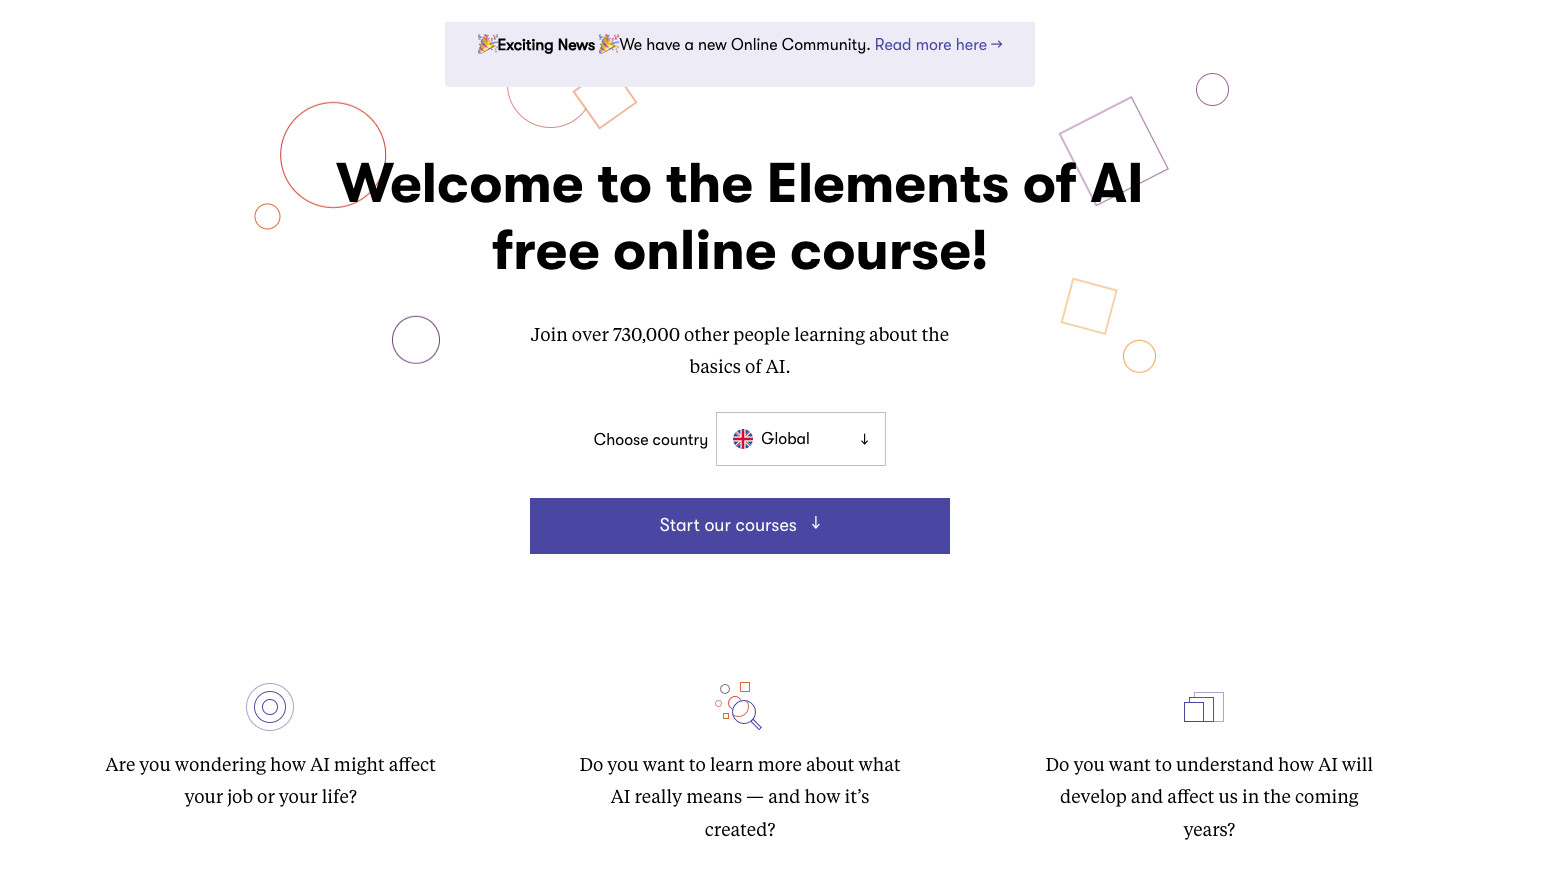 🎉Exciting News 🎉We have a new Online Community. Read more here →
Welcome to the Elements of AI
free online course!
Join over 730,000 other people learning about the
basics of AI.
Choose country
Global ↓
Start our courses ↓
Are you wondering how AI might affect
your job or your life?
Do you want to learn more about what
AI really means — and how it’s
created?
Do you want to understand how AI will
develop and affect us in the coming
years?